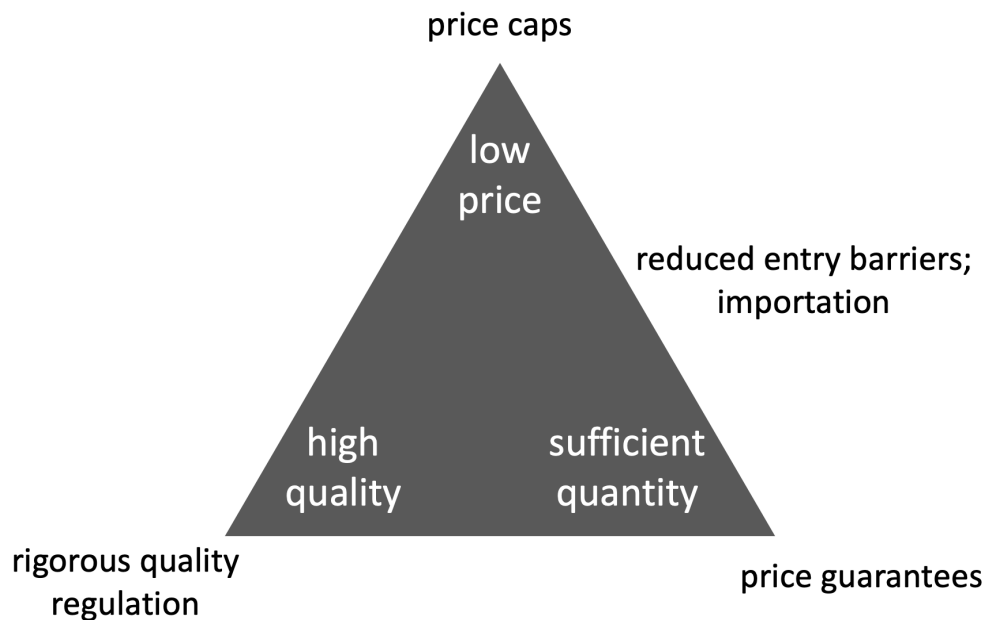 price caps
low
price
reduced entry barriers;
importation
high
quality
sufficient
quantity
rigorous quality
regulation
price guarantees